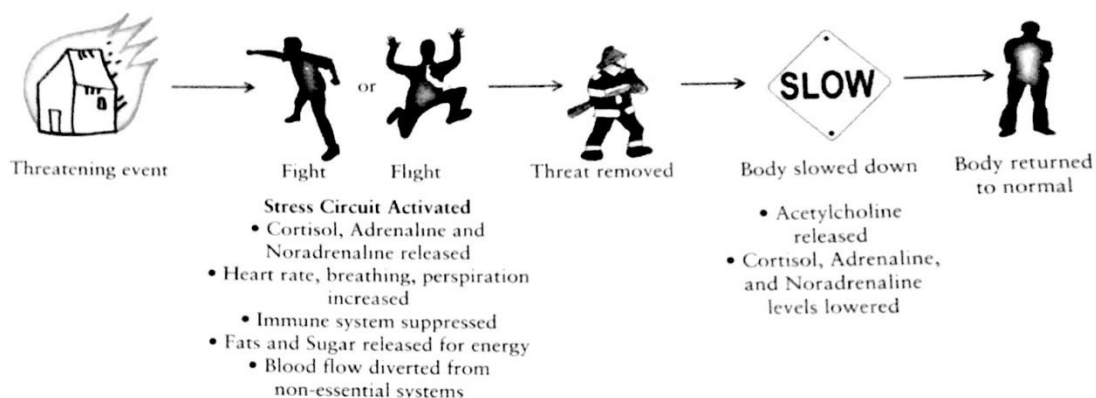 Threatening event
Fight
or
Flight
Stress Circuit Activated
• Cortisol, Adrenaline and
Noradrenaline released
• Heart rate, breathing, perspiration
increased
• Immune system suppressed
• Fats and Sugar released for energy
• Blood flow diverted from
non-essential systems
Threat removed
SLOW
Body slowed down
• Acetylcholine
released
• Cortisol, Adrenaline,
and Noradrenaline
levels lowered
Body returned
to normal